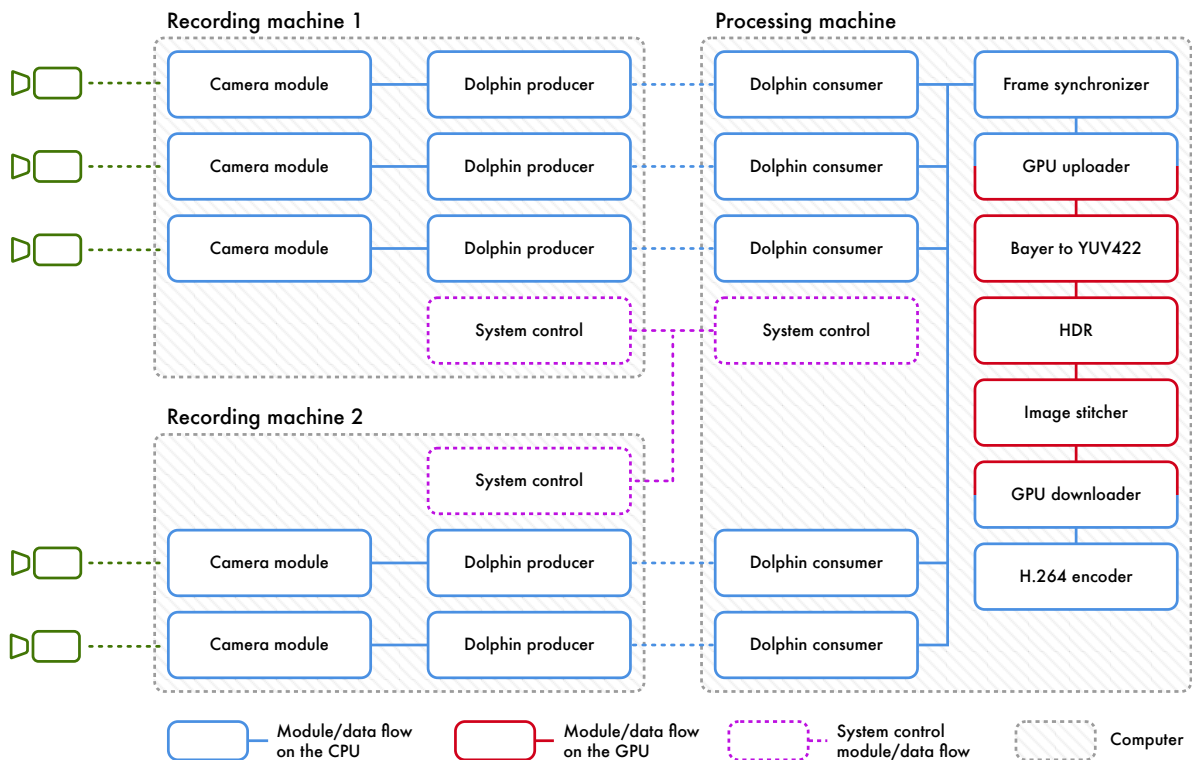 Recording machine 1
Processing machine
Camera module
Dolphin producer
Dolphin consumer
Frame synchronizer
Camera module
Dolphin producer
Dolphin consumer
GPU uploader
Camera module
Dolphin producer
Dolphin consumer
Bayer to YUV422
System control
System control
HDR
Recording machine 2
Image stitcher
System control
GPU downloader
Camera module
Dolphin producer
Dolphin consumer
H.264 encoder
Camera module
Dolphin producer
Dolphin consumer
Module/data flow
on the CPU
Module/data flow
on the GPU
System control
module/data flow
Computer